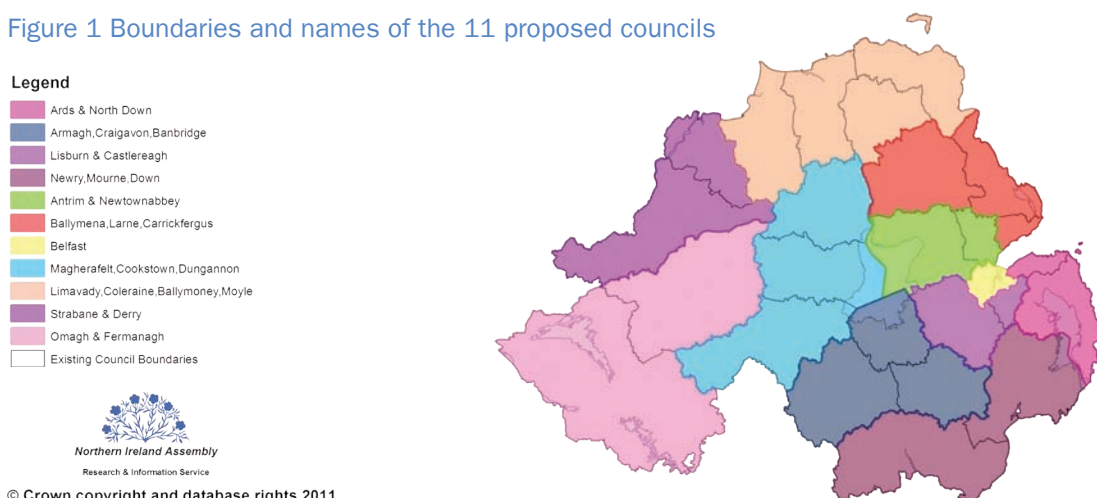 Figure 1 Boundaries and names of the 11 proposed councils
Legend
Ards & North Down
Armagh,Craigavon,Banbridge
Lisburn & Castlereagh
Newry,Mourne,Down
Antrim & Newtownabbey
Ballymena,Larne,Carrickfergus
Belfast
Magherafelt,Cookstown,Dungannon
Limavady,Coleraine,Ballymoney,Moyle
Strabane & Derry
Omagh & Fermanagh
Existing Council Boundaries
Northern Ireland Assembly
Research & Information Service
© Crown copyright and database rights 2011